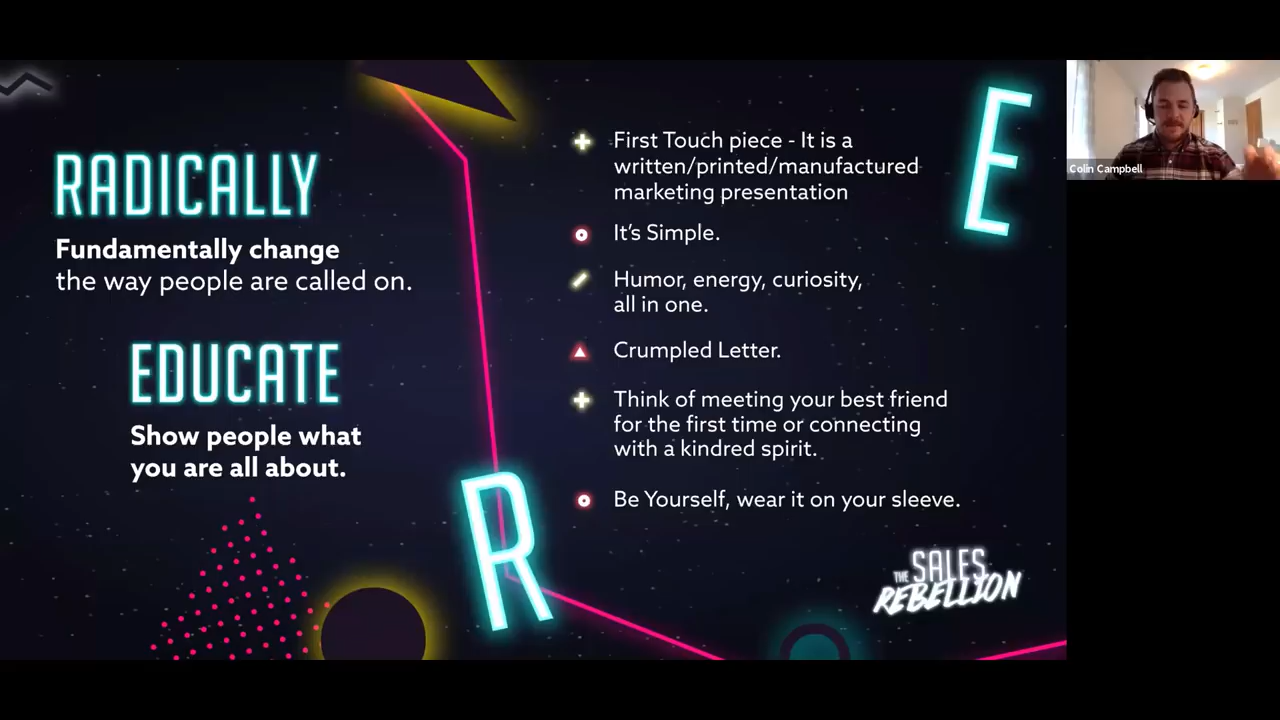 RADICALLY
Fundamentally change
the way people are called on.
EDUCATE
Show people what
you are all about.
R
E
First Touch piece - It is a
written/printed/manufactured
marketing presentation
It's Simple.
Humor, energy, curiosity,
all in one.
Crumpled Letter.
Think of meeting your best friend
for the first time or connecting
with a kindred spirit.
Be Yourself, wear it on your sleeve.
THE SALES
REBELLION
Colin Campbell